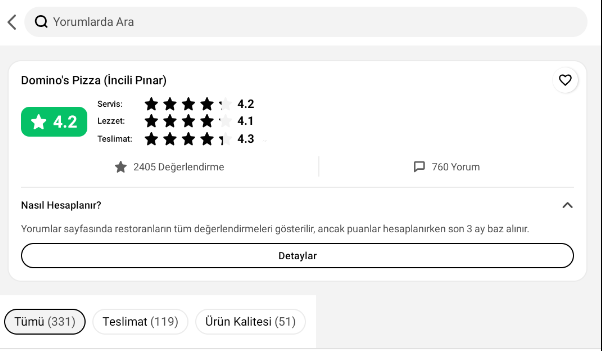 Yorumlarda Ara
Domino's Pizza (İncili Pınar)
4.2
Servis: 4.2
Lezzet: 4.1
Teslimat: 4.3
2405 Değerlendirme
760 Yorum
Nasıl Hesaplanır?
Yorumlar sayfasında restoranların tüm değerlendirmeleri gösterilir, ancak puanlar hesaplanırken son 3 ay baz alınır.
Detaylar
Tümü (331) Teslimat (119) Ürün Kalitesi (51)